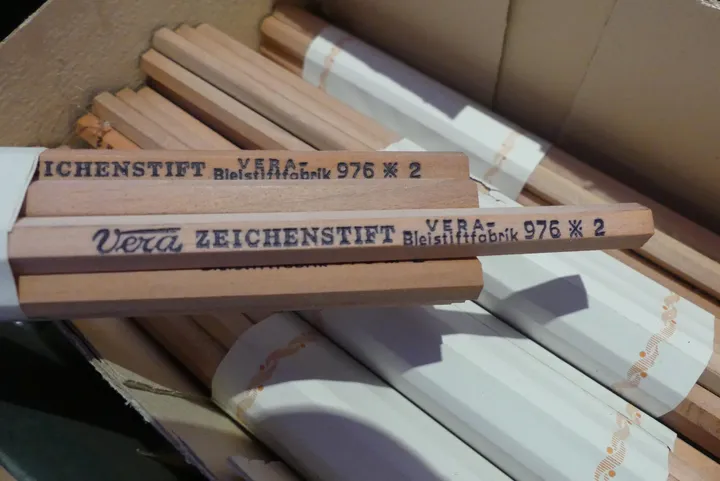 ICHENSTIFT VERA- Bleistiftfabrik 976 ※ 2
Vera ZEICHENSTIFT VERA- Bleistiftfabrik 976 ※ 2